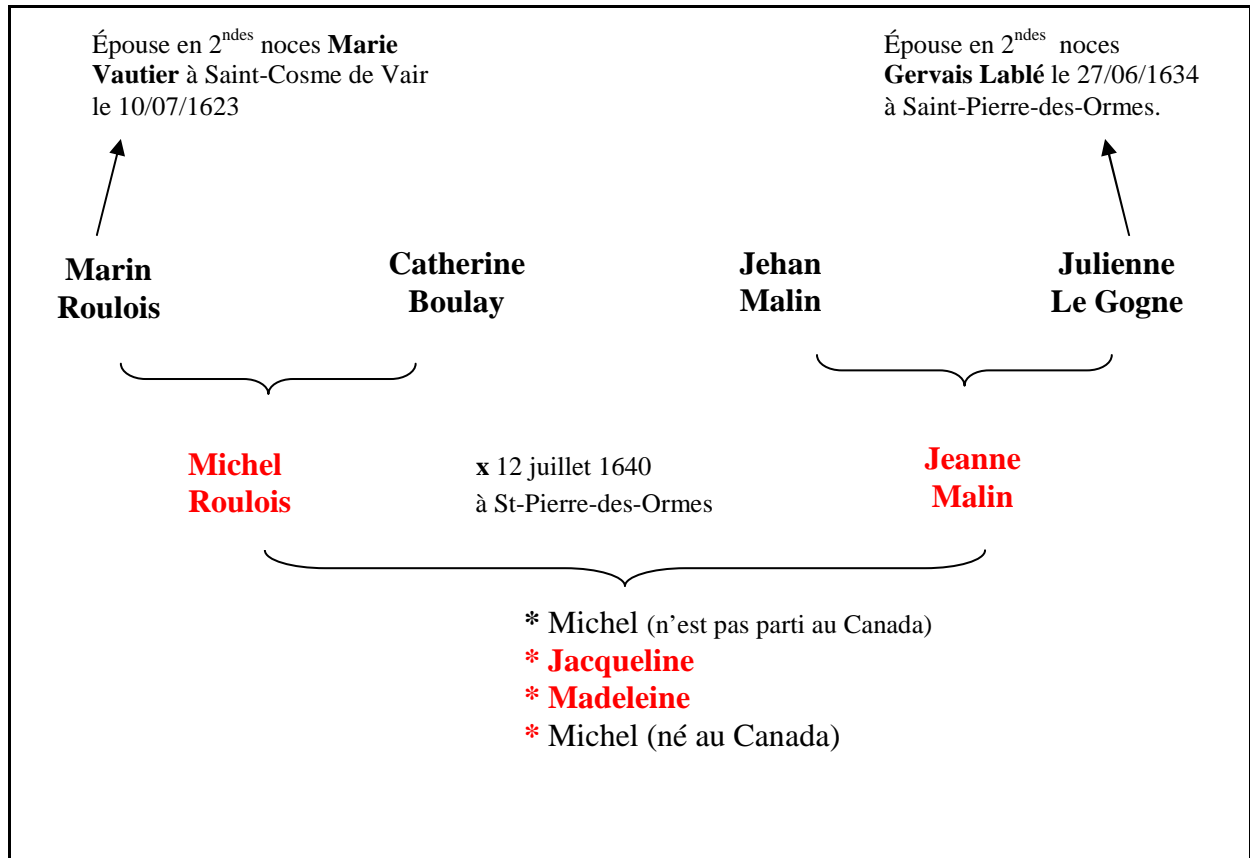 Épouse en 2ndes noces Marie
Vautier à Saint-Cosme de Vair
le 10/07/1623
Épouse en 2ndes noces
Gervais Lablé le 27/06/1634
à Saint-Pierre-des-Ormes.
Marin
Roulois
Catherine
Boulay
Jehan
Malin
Julienne
Le Gogne
Michel
Roulois
x 12 juillet 1640
à St-Pierre-des-Ormes
Jeanne
Malin
* Michel (n'est pas parti au Canada)
* Jacqueline
* Madeleine
* Michel (né au Canada)